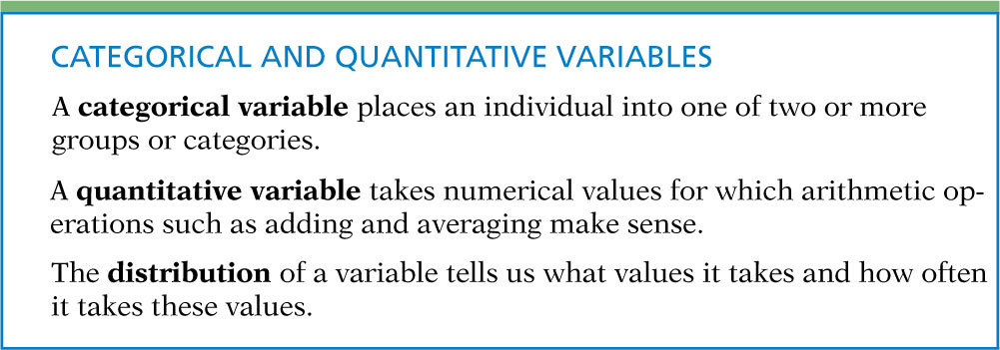 CATEGORICAL AND QUANTITATIVE VARIABLES
A categorical variable places an individual into one of two or more
groups or categories.
A quantitative variable takes numerical values for which arithmetic op-
erations such as adding and averaging make sense.
The distribution of a variable tells us what values it takes and how often
it takes these values.